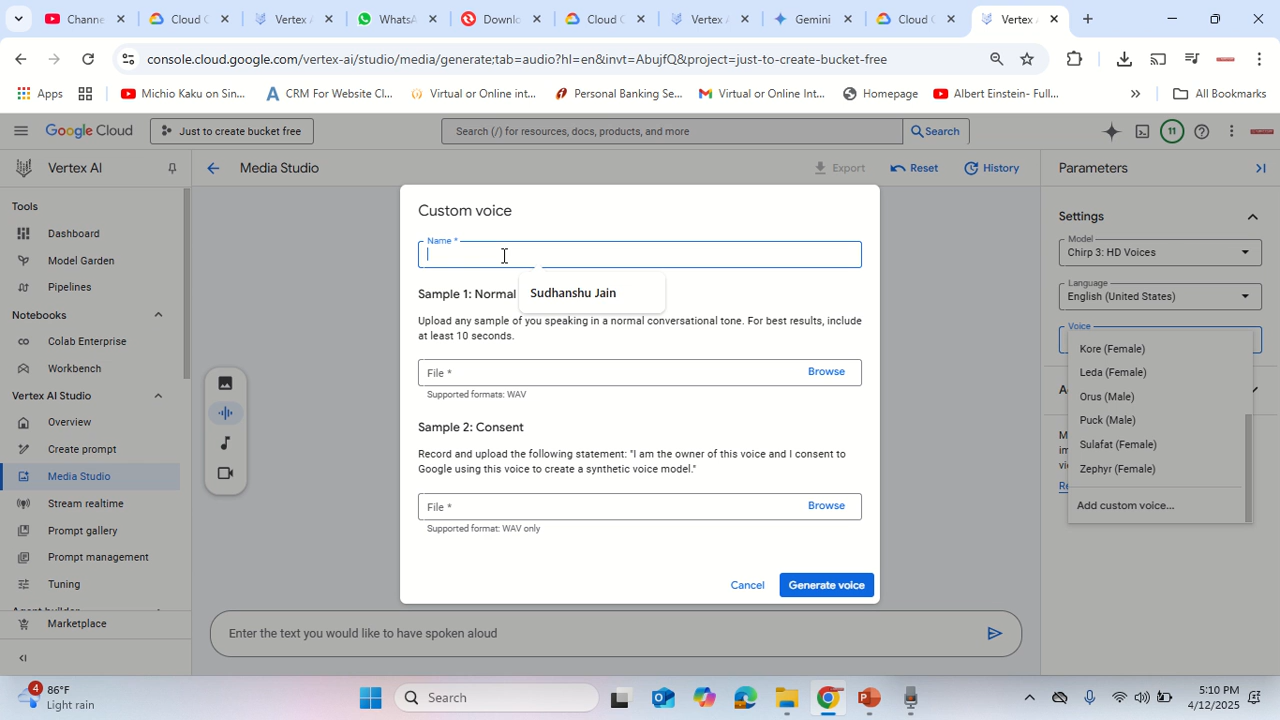 Channe
Cloud C
Vertex A
WhatsA
Downlo
Cloud C
Vertex A
Gemini
Cloud C
Vertex A
console.cloud.google.com/vertex-ai/studio/media/generate;tab=audio?hl=en&invt=AbujfQ&project=just-to-create-bucket-free
Apps
Michio Kaku on Sin...
CRM For Website Cl...
Virtual or Online int...
Personal Banking Se...
Virtual or Online Int...
Homepage
Albert Einstein- Full...
»
All Bookmarks
Google Cloud
Just to create bucket free
Search (/) for resources, docs, products, and more
Search
11
Vertex AI
Media Studio
Export
Reset
History
Parameters
Tools
Dashboard
Model Garden
Pipelines
Notebooks
Colab Enterprise
Workbench
Vertex AI Studio
Overview
Create prompt
Media Studio
Stream realtime
Prompt gallery
Prompt management
Tuning
Marketplace
Custom voice
Name *
Sudhanshu Jain
Sample 1: Normal
Upload any sample of you speaking in a normal conversational tone. For best results, include
at least 10 seconds.
File *
Browse
Supported formats: WAV
Sample 2: Consent
Record and upload the following statement: "I am the owner of this voice and I consent to
Google using this voice to create a synthetic voice model."
File *
Browse
Supported format: WAV only
Cancel
Generate voice
Enter the text you would like to have spoken aloud
Settings
Model
Chirp 3: HD Voices
Language
English (United States)
Voice
Kore (Female)
Leda (Female)
Orus (Male)
Puck (Male)
Sulafat (Female)
Zephyr (Female)
Add custom voice...
4
86°F
Light rain
Search
5:10 PM
4/12/2025